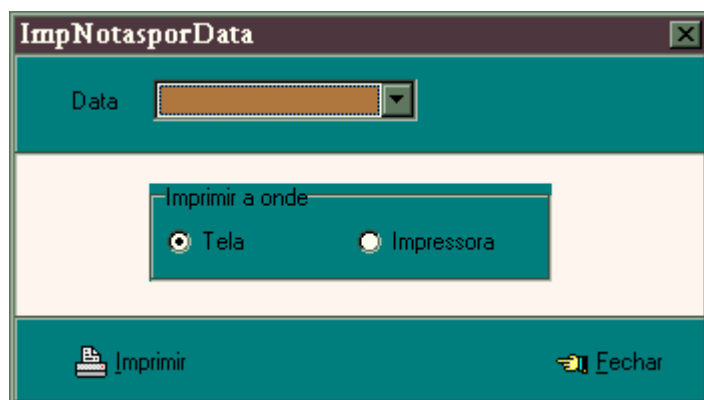 ImpNotasporData
Data
Imprimir a onde
Tela Impressora
Imprimir Fechar